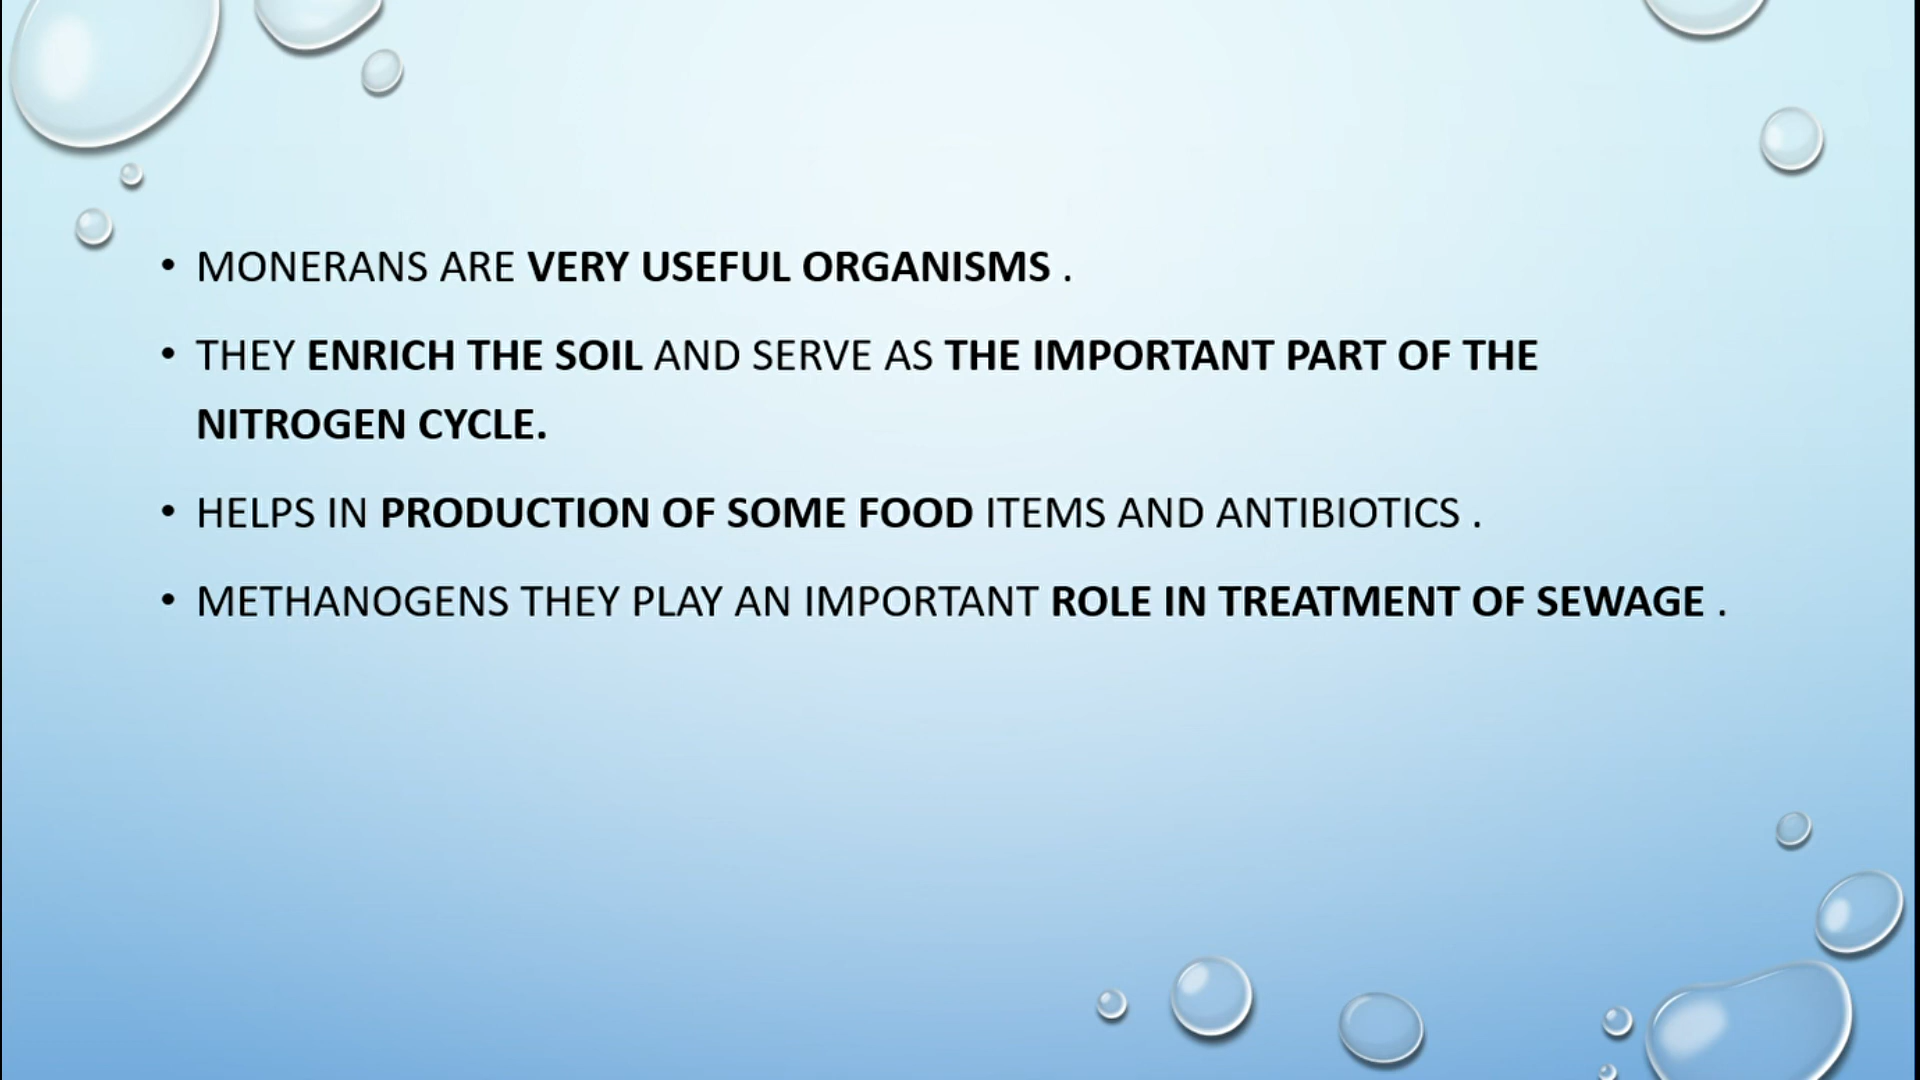 • MONERANS ARE VERY USEFUL ORGANISMS .
• THEY ENRICH THE SOIL AND SERVE AS THE IMPORTANT PART OF THE
NITROGEN CYCLE.
• HELPS IN PRODUCTION OF SOME FOOD ITEMS AND ANTIBIOTICS .
• METHANOGENS THEY PLAY AN IMPORTANT ROLE IN TREATMENT OF SEWAGE .